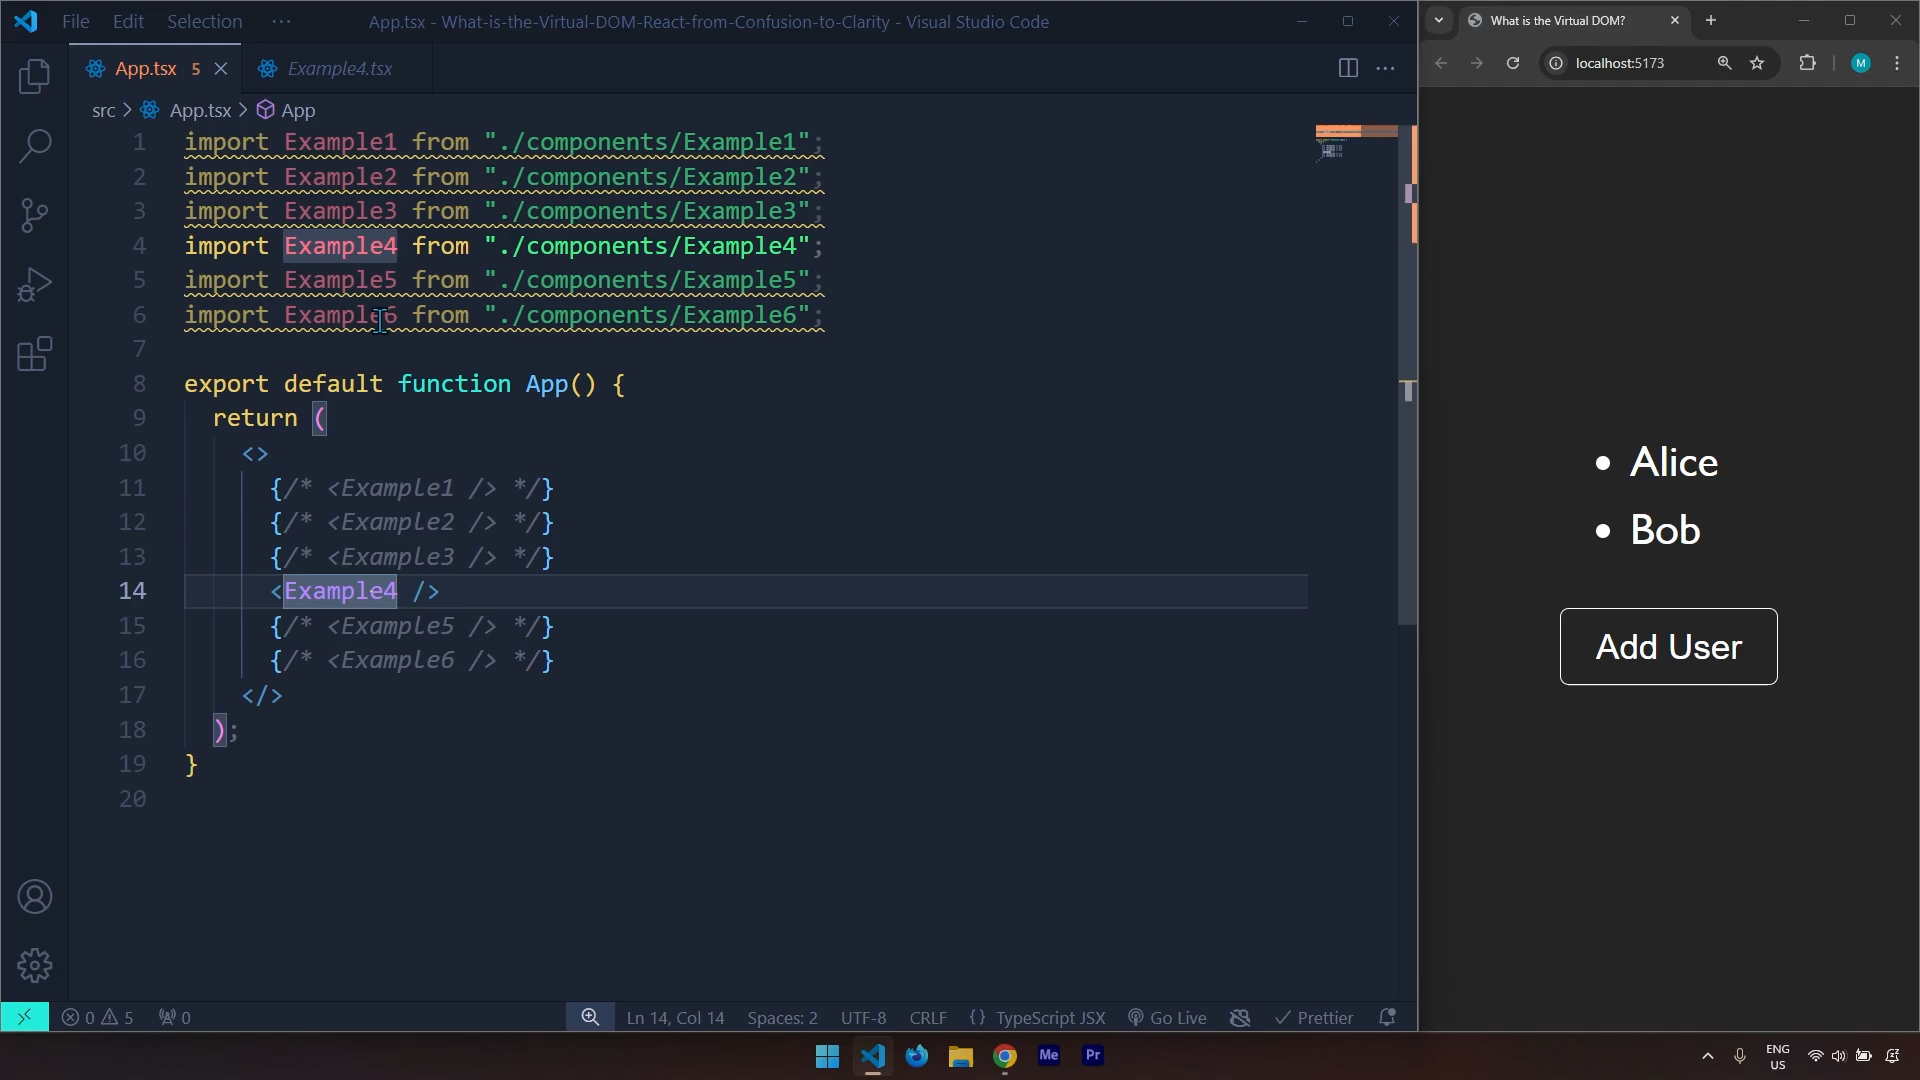 File Edit Selection ···
App.tsx - What-is-the-Virtual-DOM-React-from-Confusion-to-Clarity - Visual Studio Code
App.tsx 5
Example4.tsx
src > App.tsx > App
1 import Example1 from "./components/Example1";
2 import Example2 from "./components/Example2";
3 import Example3 from "./components/Example3";
4 import Example4 from "./components/Example4";
5 import Example5 from "./components/Example5";
6 import Example6 from "./components/Example6";
7
8 export default function App() {
9 return (
10 <>
11 {/* <Example1 /> */}
12 {/* <Example2 /> */}
13 {/* <Example3 /> */}
14 <Example4 />
15 {/* <Example5 /> */}
16 {/* <Example6 /> */}
17 </>
18 );
19 }
20
0 5 0
Ln 14, Col 14 Spaces: 2 UTF-8 CRLF {} TypeScript JSX Go Live Prettier
What is the Virtual DOM?
localhost:5173
M
• Alice
• Bob
Add User
Me
Pr
ENG
US